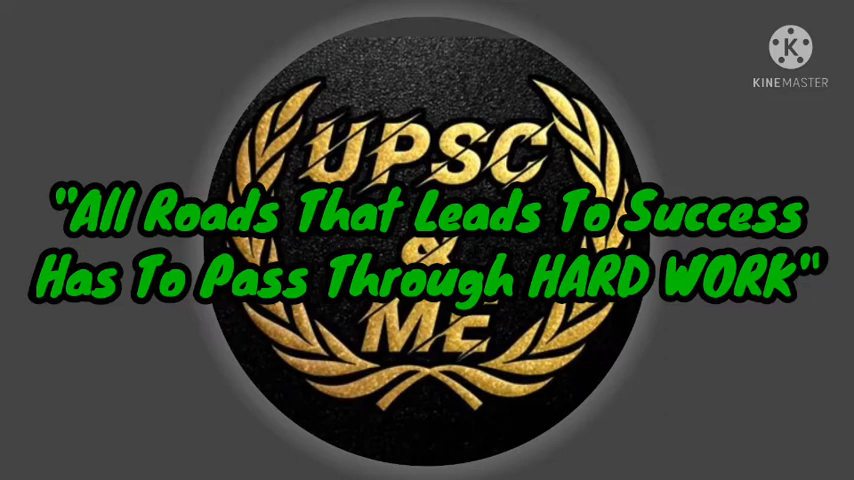 KINEMASTER
UPSC
"All Roads That Leads To Success
&
Has To Pass Through HARD WORK"
ME